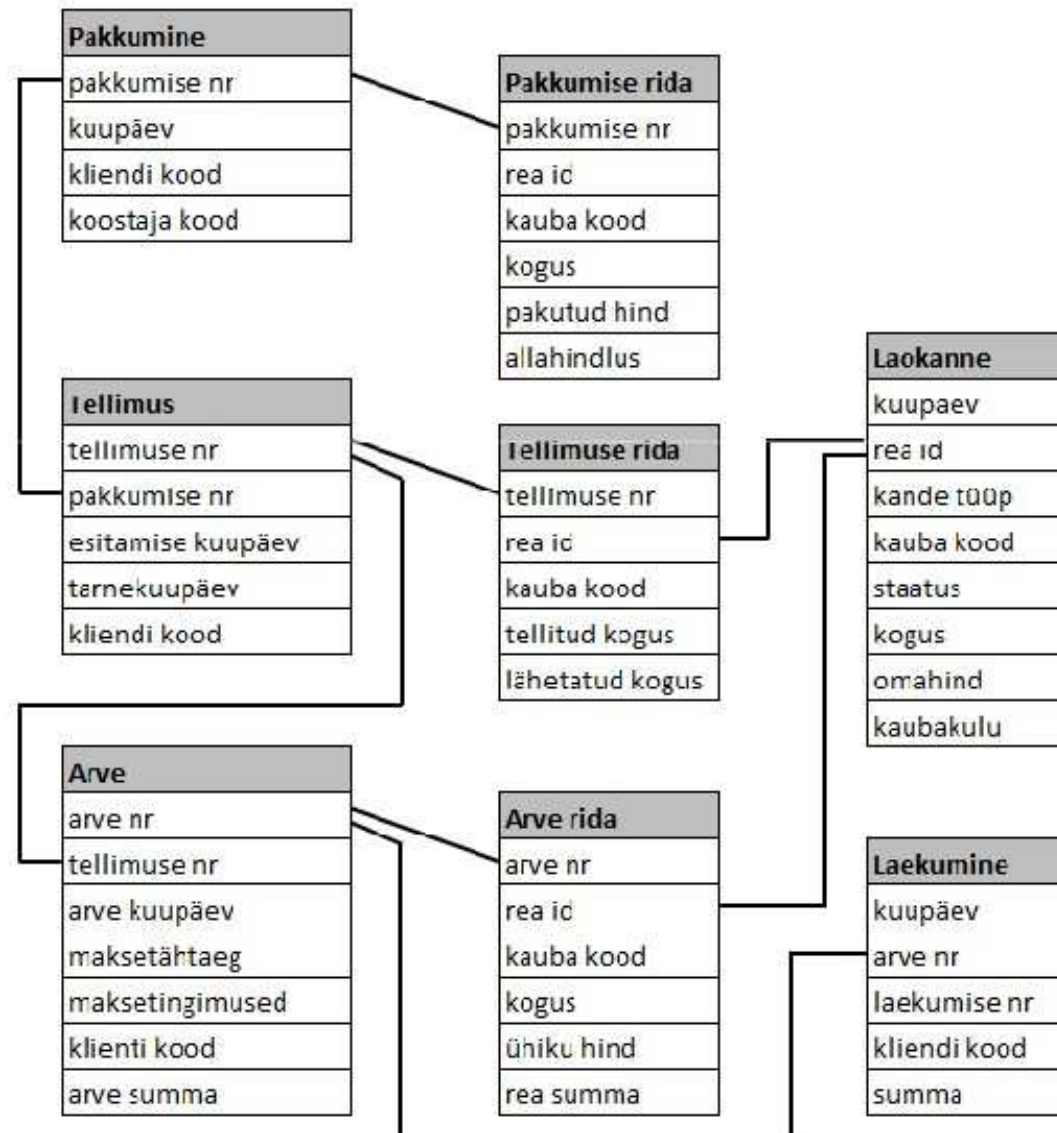 Pakkumine
pakkumise nr
kuupäev
kliendi kood
koostaja kood
Pakkumise rida
pakkumise nr
rea id
kauba kood
kogus
pakutud hind
allahindlus
Tellimus
tellimuse nr
pakkumise nr
esitamise kuupäev
tarnekuupäev
kliendi kood
Tellimuse rida
tellimuse nr
rea id
kauba kood
tellitud kogus
lähetatud kogus
Laokanne
kuupaev
rea id
kande tüüp
kauba kood
staatus
kogus
omahind
kaubakulu
Arve
arve nr
tellimuse nr
arve kuupäev
maksetähtaeg
maksetingimused
klienti kood
arve summa
Arve rida
arve nr
rea id
kauba kood
kogus
ühiku hind
rea summa
Laekumine
kuupäev
arve nr
laekumise nr
kliendi kood
summa